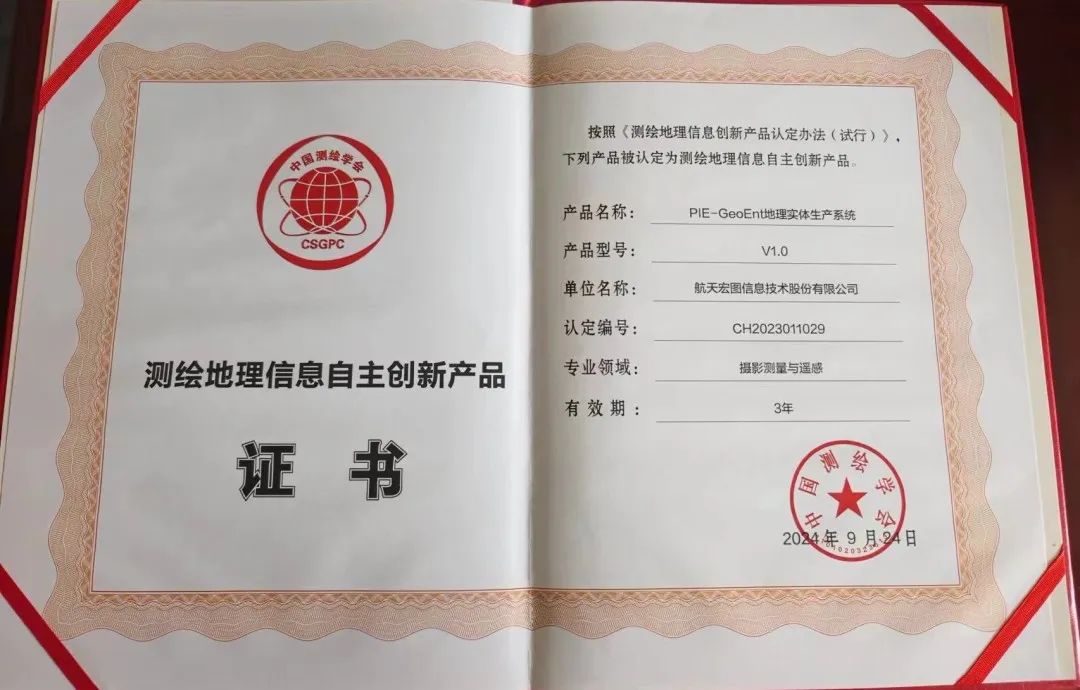 中国测绘学会
CSGPC
测绘地理信息自主创新产品
证 书
按照《测绘地理信息创新产品认定办法（试行）》，
下列产品被认定为测绘地理信息自主创新产品。
产品名称： PIE-GeoEnt地理实体生产系统
产品型号： V1.0
单位名称： 航天宏图信息技术股份有限公司
认定编号： CH2023011029
专业领域： 摄影测量与遥感
有 效 期 ： 3年
中国测绘学会
2024年 9 月 24日